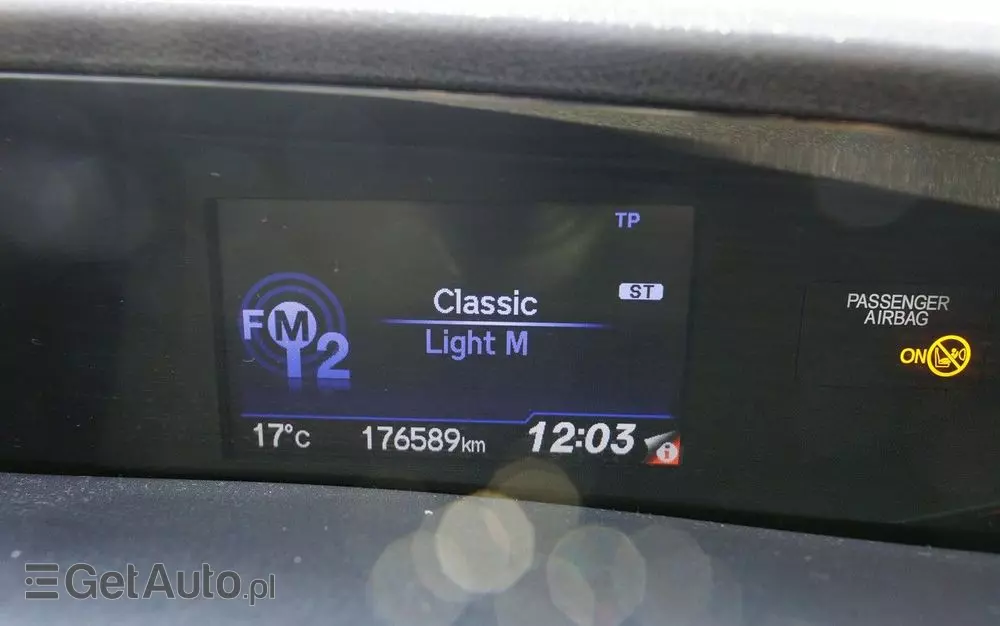 TP
ST
Classic
FM
Light M
2
17°c 176589km 12:03
i
PASSENGER
AIRBAG
ON
GetAuto.pl